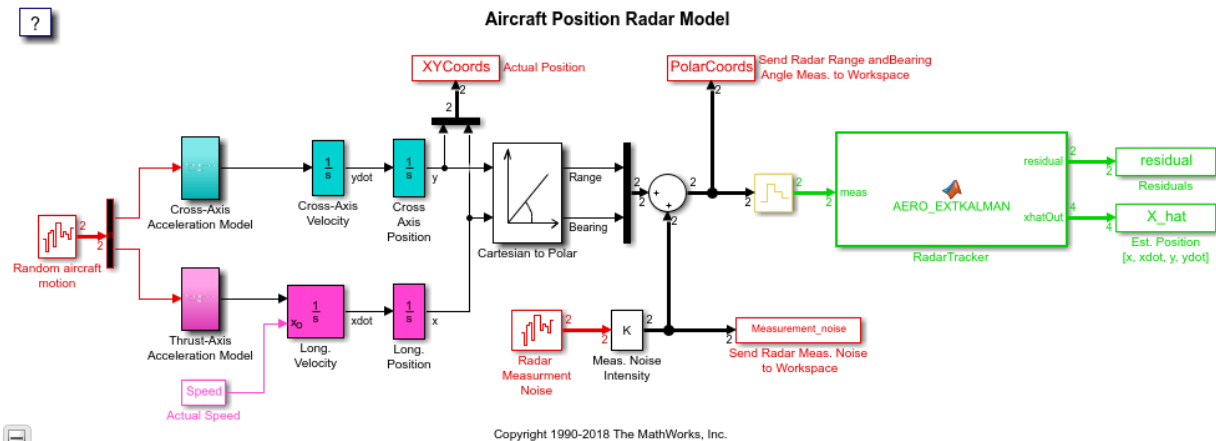 Aircraft Position Radar Model
?
XYCoords
Actual Position
2
2
PolarCoords
Send Radar Range andBearing
Angle Meas. to Workspace
2
2
Random aircraft
motion
2
2
Cross-Axis
Acceleration Model
1
s
ydot
Cross-Axis
Velocity
1
s
y
Cross
Axis
Position
Range
Bearing
Cartesian to Polar
2
2
+
+
2
2
2
2
2
2
meas
AERO_EXTKALMAN
residual
xhatOut
RadarTracker
2
2
residual
Residuals
4
4
X_hat
Est. Position
[x, xdot, y, ydot]
Thrust-Axis
Acceleration Model
xo
1
s
xdot
Long.
Velocity
1
s
x
Long.
Position
Speed
Actual Speed
Radar
Measurment
Noise
2
2
K
2
Meas. Noise
Intensity
2
Measurement_noise
Send Radar Meas. Noise
to Workspace
Copyright 1990-2018 The MathWorks, Inc.